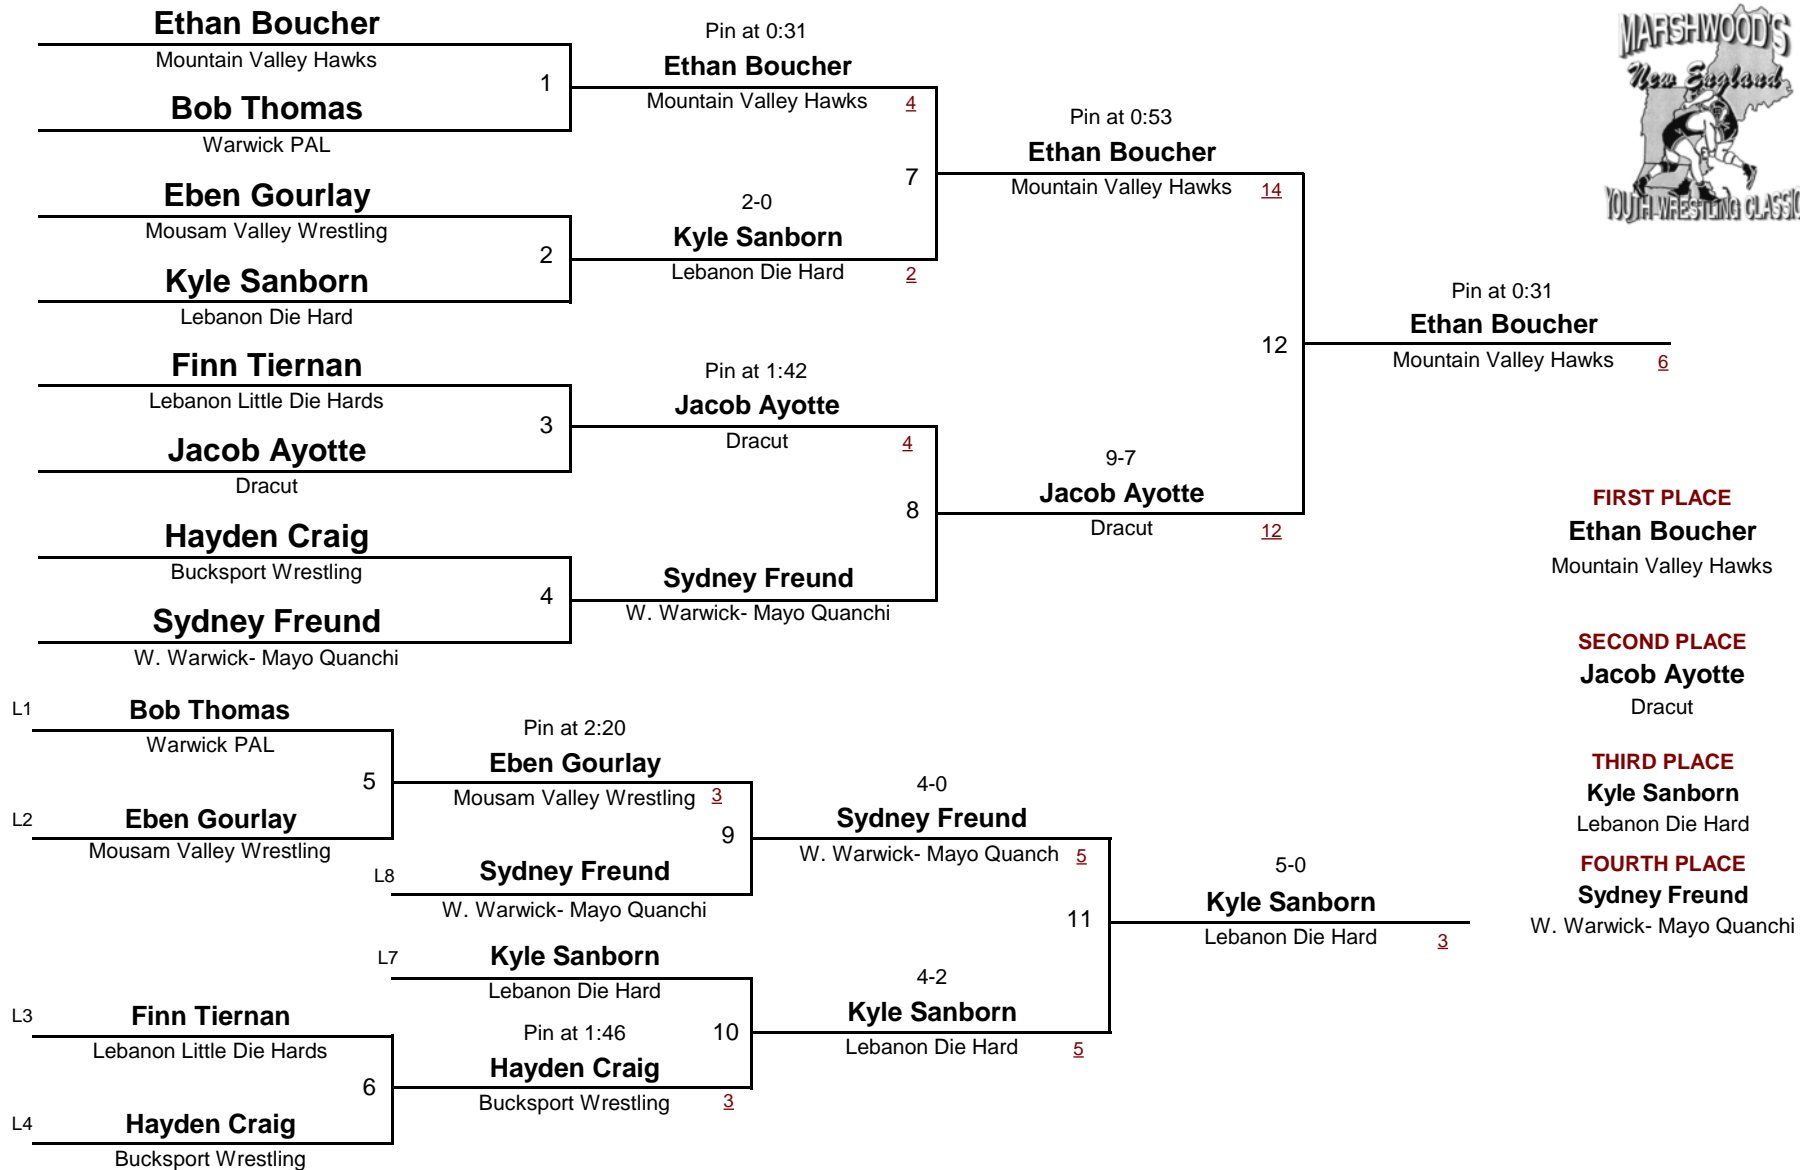 MARSHWOOD'S
New England
YOUTH WRESTLING CLASSIC
Ethan Boucher
Mountain Valley Hawks
1
Bob Thomas
Warwick PAL
Eben Gourlay
Mousam Valley Wrestling
2
Kyle Sanborn
Lebanon Die Hard
Finn Tiernan
Lebanon Little Die Hards
3
Jacob Ayotte
Dracut
Hayden Craig
Bucksport Wrestling
4
Sydney Freund
W. Warwick- Mayo Quanchi
Pin at 0:31
Ethan Boucher
Mountain Valley Hawks 4
7
2-0
Kyle Sanborn
Lebanon Die Hard 2
Pin at 1:42
Jacob Ayotte
Dracut 4
8
Sydney Freund
W. Warwick- Mayo Quanchi
Pin at 0:53
Ethan Boucher
Mountain Valley Hawks 14
12
9-7
Jacob Ayotte
Dracut 12
Pin at 0:31
Ethan Boucher
Mountain Valley Hawks 6
FIRST PLACE
Ethan Boucher
Mountain Valley Hawks
SECOND PLACE
Jacob Ayotte
Dracut
THIRD PLACE
Kyle Sanborn
Lebanon Die Hard
FOURTH PLACE
Sydney Freund
W. Warwick- Mayo Quanchi
L1 Bob Thomas
Warwick PAL
5
L2 Eben Gourlay
Mousam Valley Wrestling
L3 Finn Tiernan
Lebanon Little Die Hards
6
L4 Hayden Craig
Bucksport Wrestling
Pin at 2:20
Eben Gourlay
Mousam Valley Wrestling 3
9
L8 Sydney Freund
W. Warwick- Mayo Quanchi
L7 Kyle Sanborn
Lebanon Die Hard
10
Pin at 1:46
Hayden Craig
Bucksport Wrestling 3
4-0
Sydney Freund
W. Warwick- Mayo Quanch 5
11
4-2
Kyle Sanborn
Lebanon Die Hard 5
5-0
Kyle Sanborn
Lebanon Die Hard 3